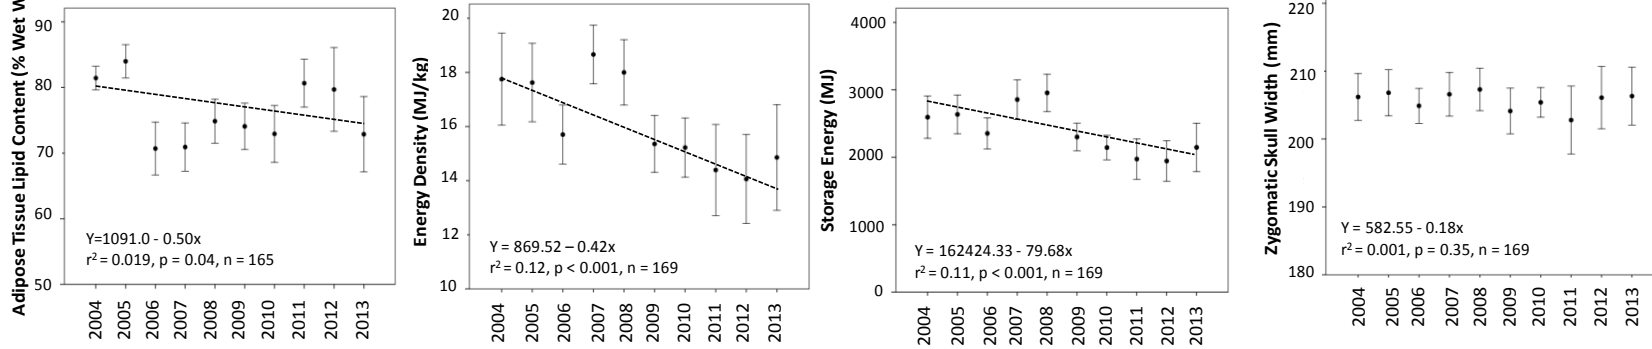 Adipose Tissue Lipid Content (% Wet
90
80
70
60
50
Y=1091.0 - 0.50x
r² = 0.019, p = 0.04, n = 165
2004 2005 2006 2007 2008 2009 2010 2011 2012 2013
Energy Density (MJ/kg)
20
18
16
14
12
10
Y = 869.52 – 0.42x
r² = 0.12, p < 0.001, n = 169
2004 2005 2006 2007 2008 2009 2010 2011 2012 2013
Storage Energy (MJ)
4000
3000
2000
1000
0
Y = 162424.33 - 79.68x
r² = 0.11, p < 0.001, n = 169
2004 2005 2006 2007 2008 2009 2010 2011 2012 2013
Zygomatic Skull Width (mm)
220
210
200
190
180
Y = 582.55 - 0.18x
r² = 0.001, p = 0.35, n = 169
2004 2005 2006 2007 2008 2009 2010 2011 2012 2013